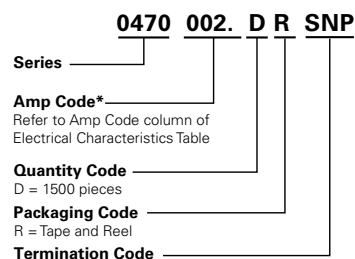 0470 002. D R SNP
Series
Amp Code*
Refer to Amp Code column of
Electrical Characteristics Table
Quantity Code
D = 1500 pieces
Packaging Code
R = Tape and Reel
Termination Code